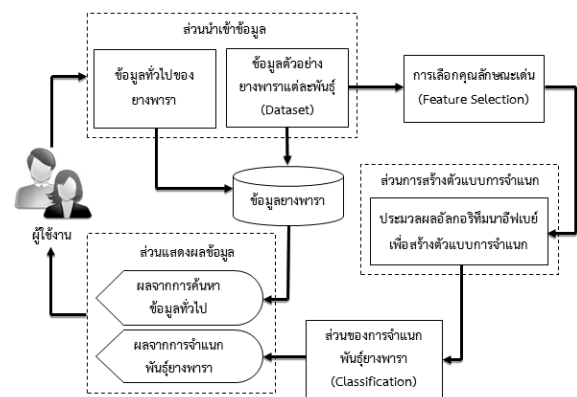 ส่วนนำเข้าข้อมูล
ข้อมูลทั่วไปของ
ยางพารา
ข้อมูลตัวอย่าง
ยางพาราแต่ละพันธุ์
(Dataset)
การเลือกคุณลักษณะเด่น
(Feature Selection)
ข้อมูลยางพารา
ผู้ใช้งาน
ส่วนการสร้างตัวแบบการจำแนก
ประมวลผลอัลกอริทึมนาอีฟเบย์
เพื่อสร้างตัวแบบการจำแนก
ส่วนแสดงผลข้อมูล
ผลจากการค้นหา
ข้อมูลทั่วไป
ผลจากการจำแนก
พันธุ์ยางพารา
ส่วนของการจำแนก
พันธุ์ยางพารา
(Classification)